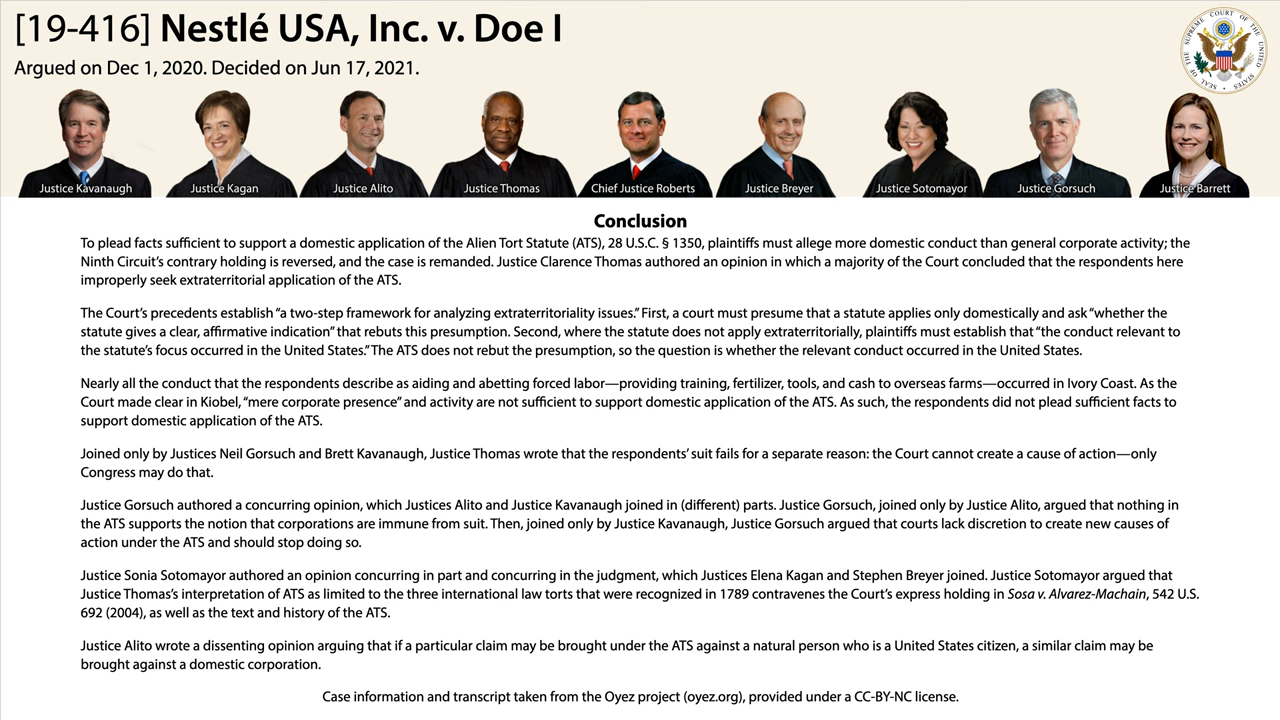 [19-416] Nestlé USA, Inc. v. Doe I
Argued on Dec 1, 2020. Decided on Jun 17, 2021.
SEAL OF THE SUPREME COURT OF THE UNITED STATES
Justice Kavanaugh
Justice Kagan
Justice Alito
Justice Thomas
Chief Justice Roberts
Justice Breyer
Justice Sotomayor
Justice Gorsuch
Justice Barrett
Conclusion
To plead facts sufficient to support a domestic application of the Alien Tort Statute (ATS), 28 U.S.C. § 1350, plaintiffs must allege more domestic conduct than general corporate activity; the
Ninth Circuit’s contrary holding is reversed, and the case is remanded. Justice Clarence Thomas authored an opinion in which a majority of the Court concluded that the respondents here
improperly seek extraterritorial application of the ATS.
The Court’s precedents establish “a two-step framework for analyzing extraterritoriality issues.” First, a court must presume that a statute applies only domestically and ask “whether the
statute gives a clear, affirmative indication” that rebuts this presumption. Second, where the statute does not apply extraterritorially, plaintiffs must establish that “the conduct relevant to
the statute’s focus occurred in the United States.” The ATS does not rebut the presumption, so the question is whether the relevant conduct occurred in the United States.
Nearly all the conduct that the respondents describe as aiding and abetting forced labor—providing training, fertilizer, tools, and cash to overseas farms—occurred in Ivory Coast. As the
Court made clear in Kiobel, “mere corporate presence” and activity are not sufficient to support domestic application of the ATS. As such, the respondents did not plead sufficient facts to
support domestic application of the ATS.
Joined only by Justices Neil Gorsuch and Brett Kavanaugh, Justice Thomas wrote that the respondents’ suit fails for a separate reason: the Court cannot create a cause of action—only
Congress may do that.
Justice Gorsuch authored a concurring opinion, which Justices Alito and Justice Kavanaugh joined in (different) parts. Justice Gorsuch, joined only by Justice Alito, argued that nothing in
the ATS supports the notion that corporations are immune from suit. Then, joined only by Justice Kavanaugh, Justice Gorsuch argued that courts lack discretion to create new causes of
action under the ATS and should stop doing so.
Justice Sonia Sotomayor authored an opinion concurring in part and concurring in the judgment, which Justices Elena Kagan and Stephen Breyer joined. Justice Sotomayor argued that
Justice Thomas’s interpretation of ATS as limited to the three international law torts that were recognized in 1789 contravenes the Court’s express holding in Sosa v. Alvarez-Machain, 542 U.S.
692 (2004), as well as the text and history of the ATS.
Justice Alito wrote a dissenting opinion arguing that if a particular claim may be brought under the ATS against a natural person who is a United States citizen, a similar claim may be
brought against a domestic corporation.
Case information and transcript taken from the Oyez project (oyez.org), provided under a CC-BY-NC license.